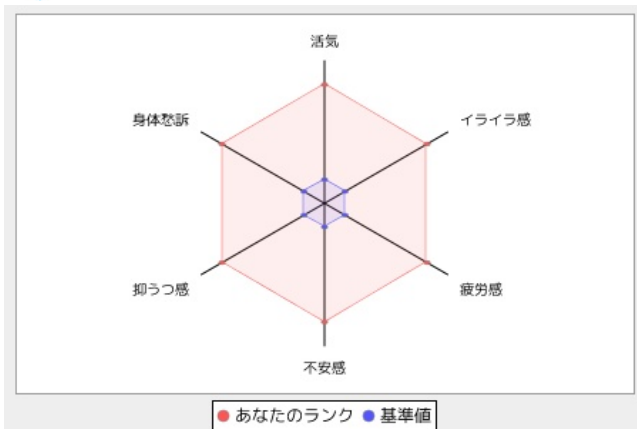 活気
身体愁訴
イライラ感
抑うつ感
疲労感
不安感
あなたのランク 基準値